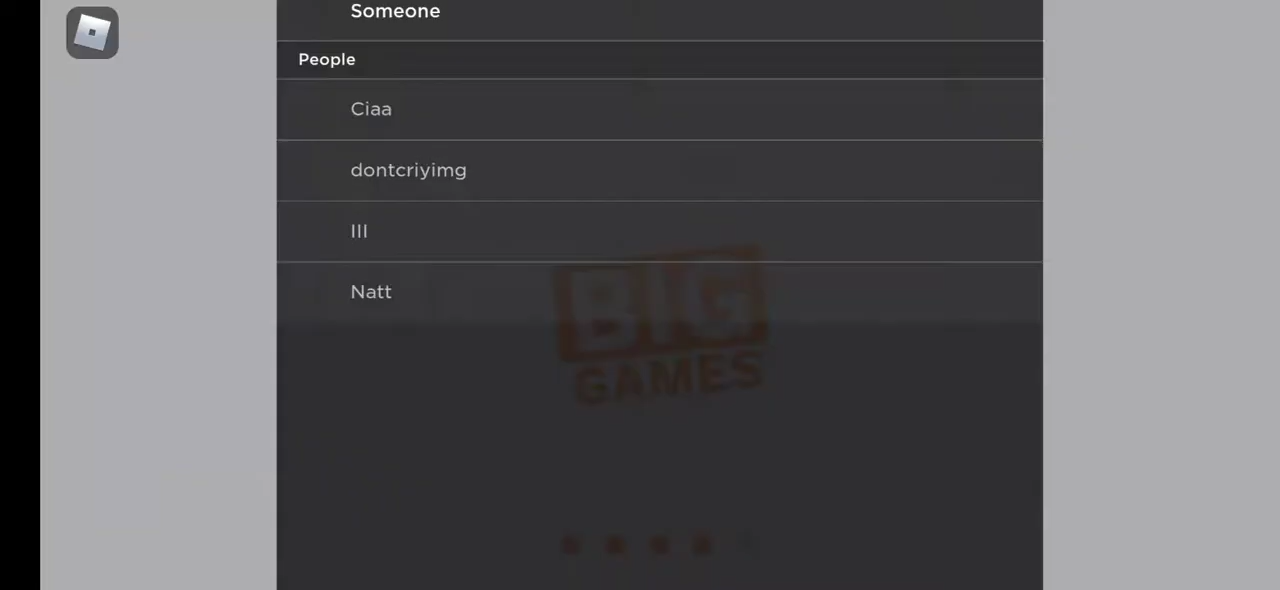 Someone
People
Ciaa
dontcriyimg
III
Natt
BIG
GAMES